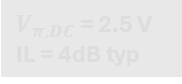 Vπ,DC = 2.5 V
IL = 4dB typ